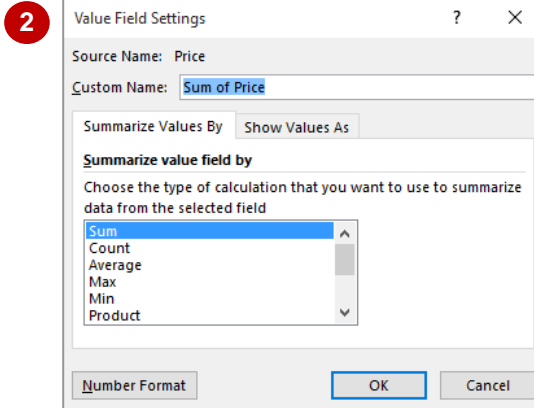 2
Value Field Settings ? ×
Source Name: Price
Custom Name: Sum of Price
Summarize Values By Show Values As
Summarize value field by
Choose the type of calculation that you want to use to summarize
data from the selected field
Sum
Count
Average
Max
Min
Product
Number Format OK Cancel